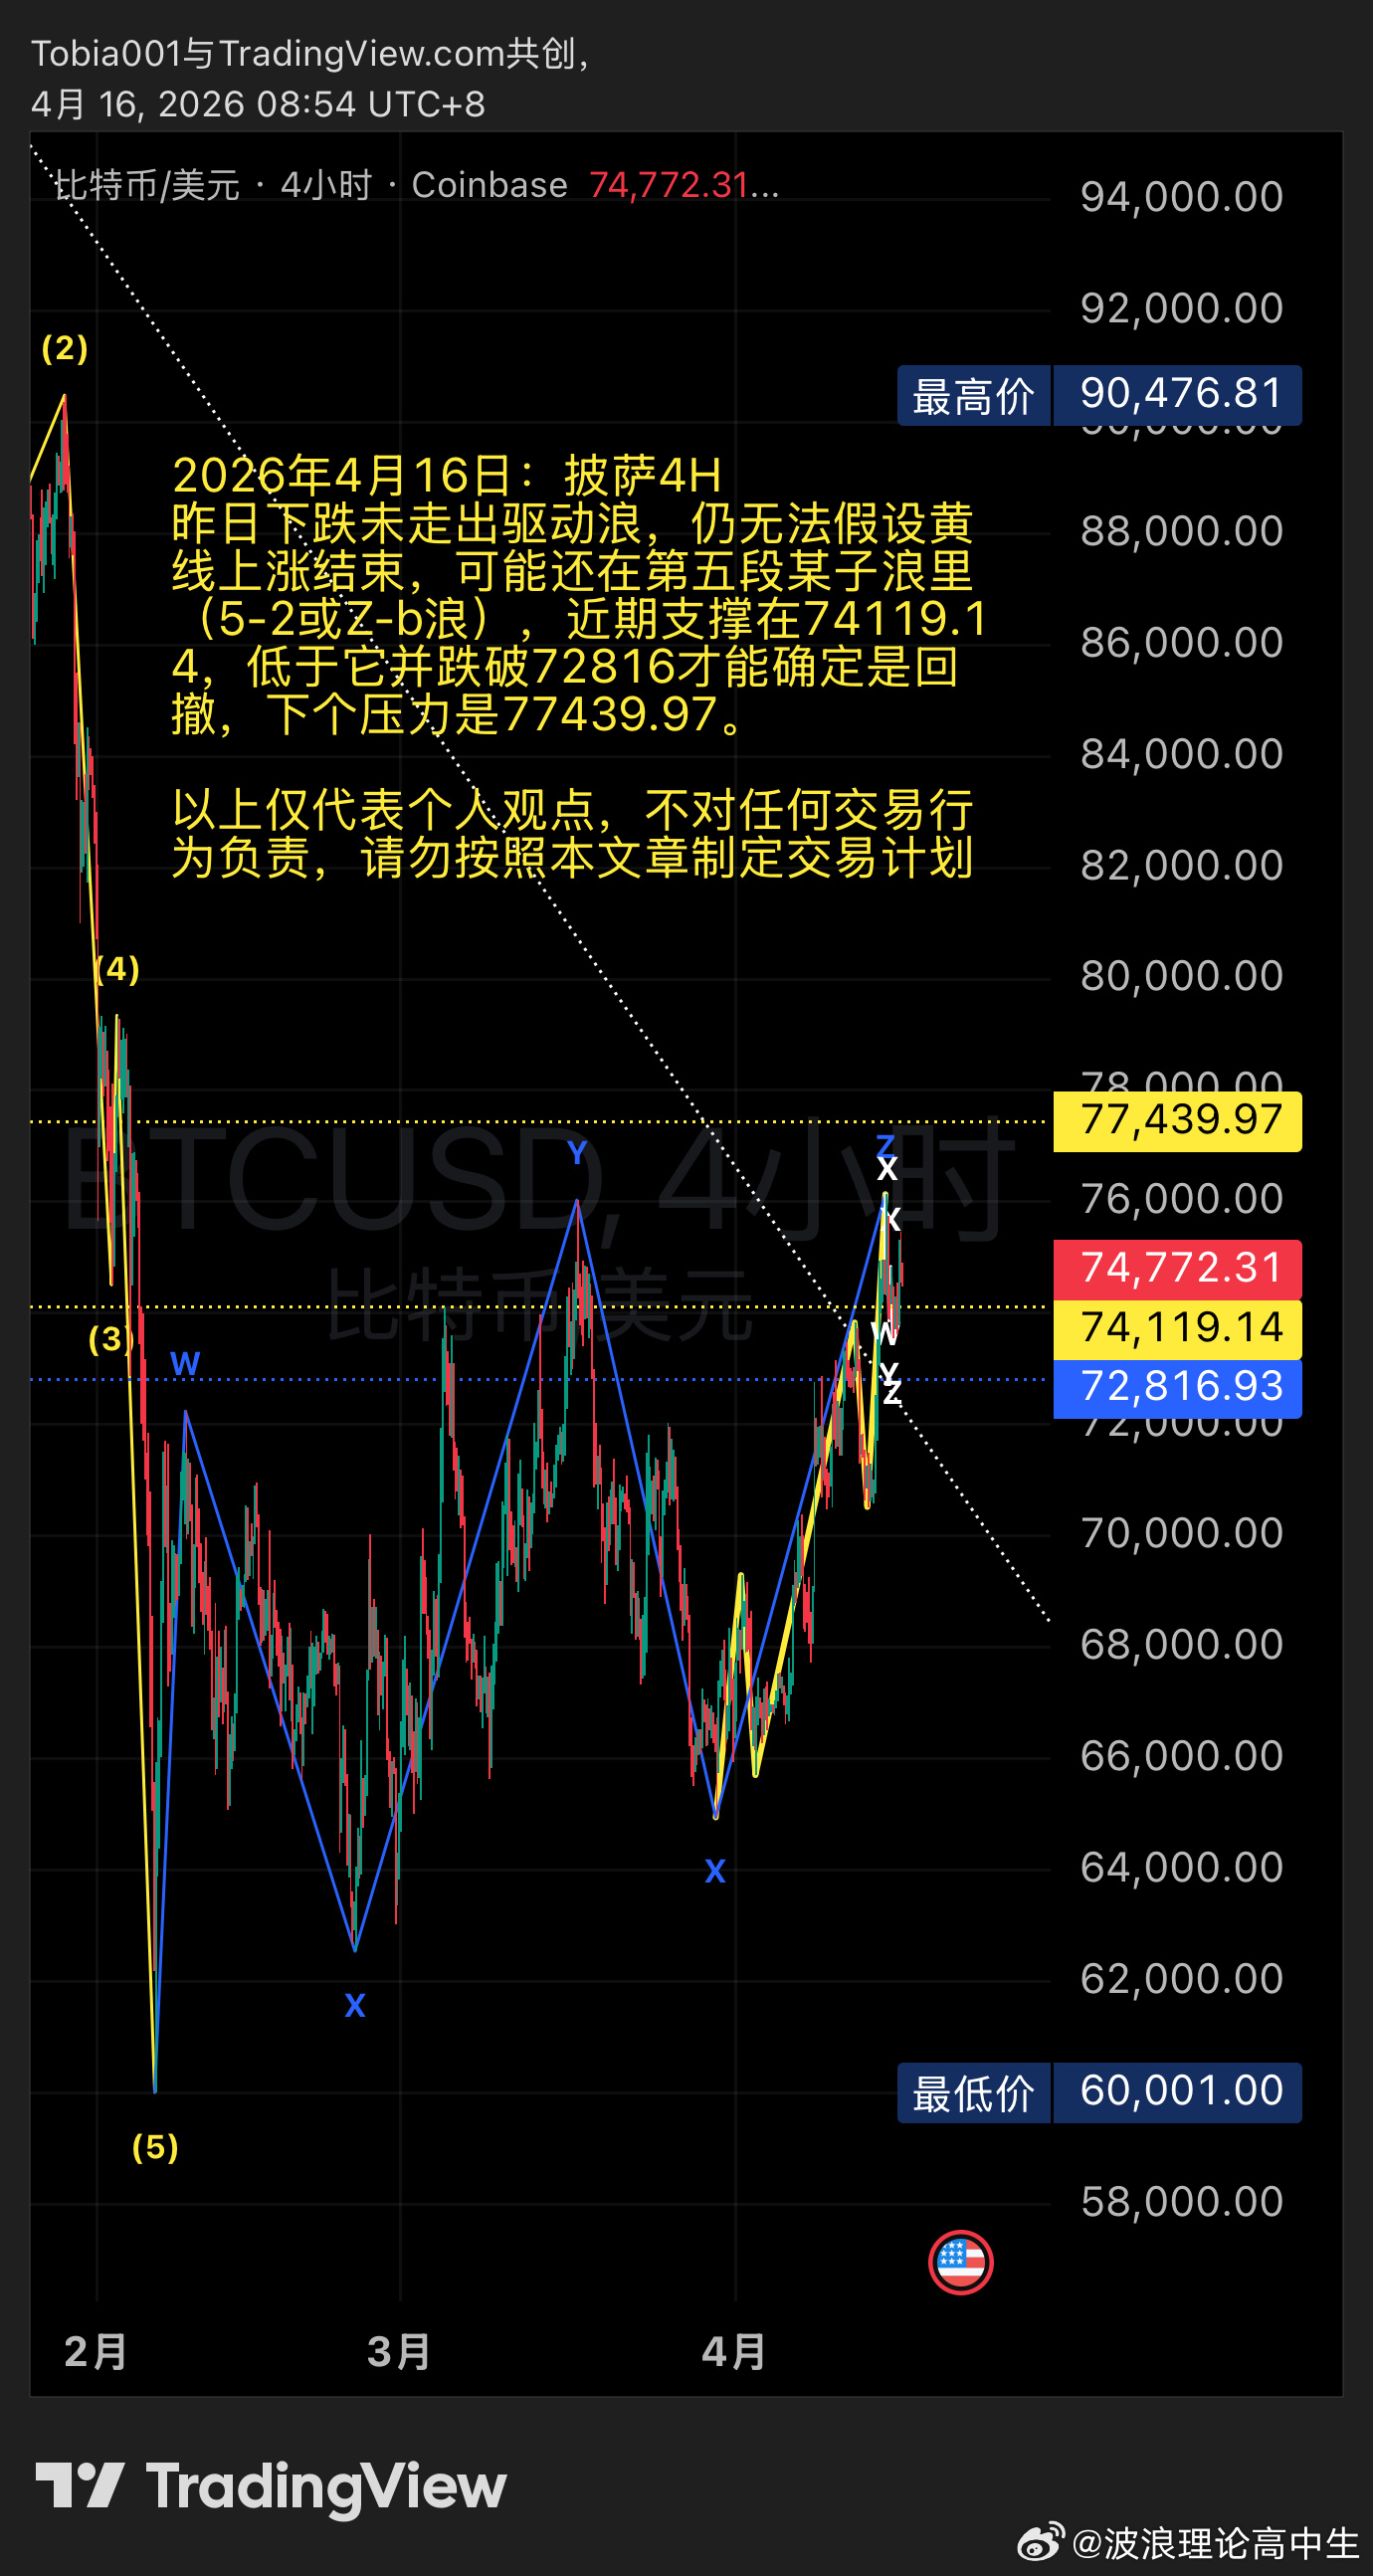 Tobia001与TradingView.com共创，
4月 16, 2026 08:54 UTC+8
比特币/美元 · 4小时 · Coinbase 74,772.31...
94,000.00
92,000.00
(2)
最高价 90,476.81
90,000.00
2026年4月16日：披萨4H
昨日下跌未走出驱动浪，仍无法假设黄
线上涨结束，可能还在第五段某子浪里
（5-2或Z-b浪），近期支撑在74119.1
4，低于它并跌破72816才能确定是回
撤，下个压力是77439.97。
88,000.00
86,000.00
84,000.00
以上仅代表个人观点，不对任何交易行
为负责，请勿按照本文章制定交易计划
82,000.00
(4)
80,000.00
78,000.00
77,439.97
BTCUSD, 4小时
比特币/美元
Y
Z
X
X
76,000.00
74,772.31
(3)
W
W
74,119.14
Y
Z
72,816.93
72,000.00
70,000.00
68,000.00
66,000.00
X
64,000.00
X
62,000.00
最低价 60,001.00
(5)
58,000.00
2月
3月
4月
TradingView
@波浪理论高中生